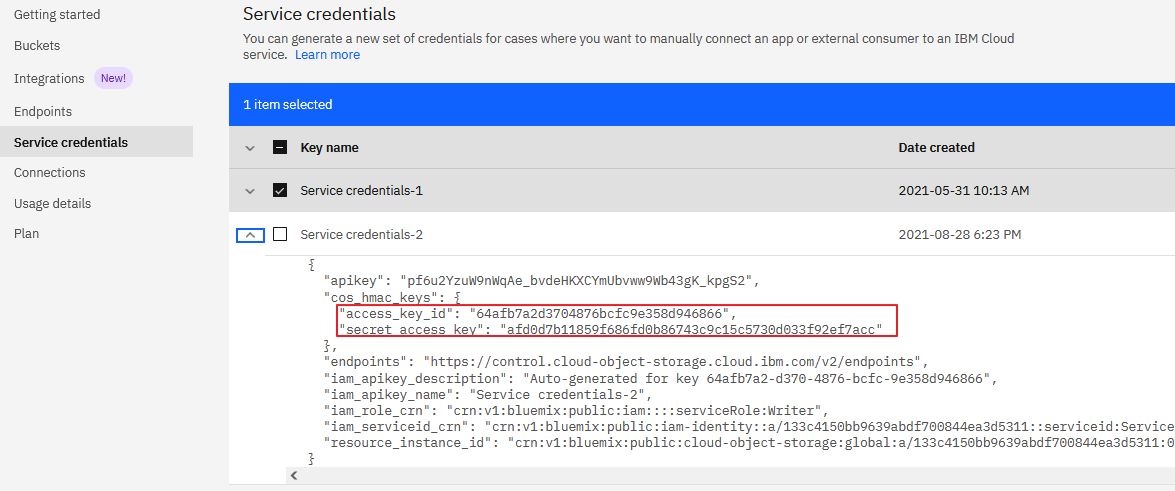 Getting started
Buckets
Integrations New!
Endpoints
Service credentials
Connections
Usage details
Plan
Service credentials
You can generate a new set of credentials for cases where you want to manually connect an app or external consumer to an IBM Cloud
service. Learn more
1 item selected
Key name Date created
Service credentials-1 2021-05-31 10:13 AM
Service credentials-2 2021-08-28 6:23 PM
{
"apikey": "pf6u2YzuW9nWqAe_bvdeHKXCYmUbvww9Wb43gK_kpgS2",
"cos_hmac_keys": {
"access_key_id": "64afb7a2d3704876bcfc9e358d946866",
"secret_access_key": "afd0d7b11859f686fd0b86743c9c15c5730d033f92ef7acc"
},
"endpoints": "https://control.cloud-object-storage.cloud.ibm.com/v2/endpoints",
"iam_apikey_description": "Auto-generated for key 64afb7a2-d370-4876-bcfc-9e358d946866",
"iam_apikey_name": "Service credentials-2",
"iam_role_crn": "crn:v1:bluemix:public:iam::::serviceRole:Writer",
"iam_serviceid_crn": "crn:v1:bluemix:public:iam-identity::a/133c4150bb9639abdf700844ea3d5311::serviceid:Service
"resource_instance_id": "crn:v1:bluemix:public:cloud-object-storage:global:a/133c4150bb9639abdf700844ea3d5311:0
}